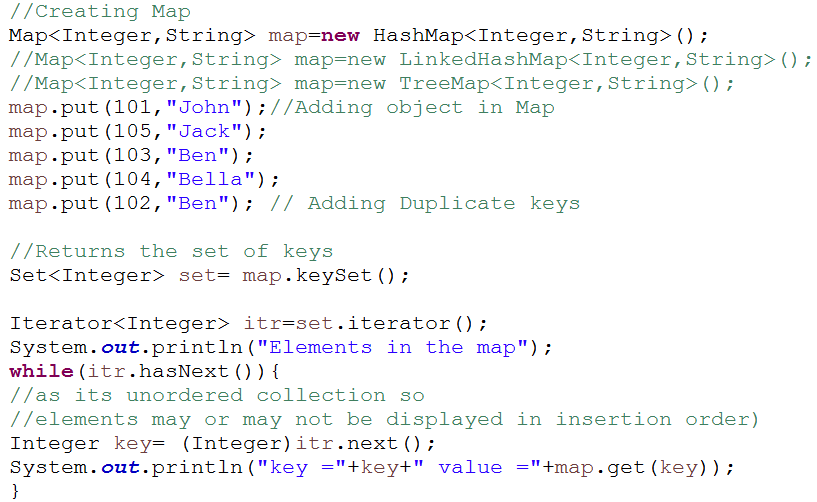 //Creating Map
Map<Integer,String> map=new HashMap<Integer,String>();
//Map<Integer,String> map=new LinkedHashMap<Integer,String>();
//Map<Integer,String> map=new TreeMap<Integer,String>();
map.put(101,"John");//Adding object in Map
map.put(105,"Jack");
map.put(103,"Ben");
map.put(104,"Bella");
map.put(102,"Ben"); // Adding Duplicate keys

//Returns the set of keys
Set<Integer> set= map.keySet();

Iterator<Integer> itr=set.iterator();
System.out.println("Elements in the map");
while(itr.hasNext()){
//as its unordered collection so
//elements may or may not be displayed in insertion order)
Integer key= (Integer)itr.next();
System.out.println("key ="+key+" value ="+map.get(key));
}